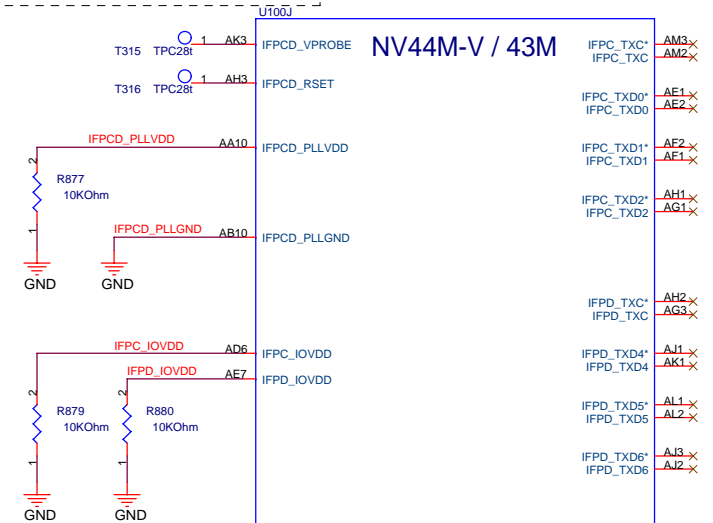 U100J
NV44M-V / 43M
T315 TPC28t 1 AK3 IFPCD_VPROBE
T316 TPC28t 1 AH3 IFPCD_RSET
IFPCD_PLLVDD AA10 IFPCD_PLLVDD
2
R877
10KOhm
1
GND
IFPCD_PLLGND AB10 IFPCD_PLLGND
GND
IFPC_IOVDD AD6 IFPC_IOVDD
IFPD_IOVDD AE7 IFPD_IOVDD
2
R879
10KOhm
1
GND
2
R880
10KOhm
1
GND
IFPC_TXC* AM3
IFPC_TXC AM2
IFPC_TXD0* AE1
IFPC_TXD0 AE2
IFPC_TXD1* AF2
IFPC_TXD1 AF1
IFPC_TXD2* AH1
IFPC_TXD2 AG1
IFPD_TXC* AH2
IFPD_TXC AG3
IFPD_TXD4* AJ1
IFPD_TXD4 AK1
IFPD_TXD5* AL1
IFPD_TXD5 AL2
IFPD_TXD6* AJ3
IFPD_TXD6 AJ2